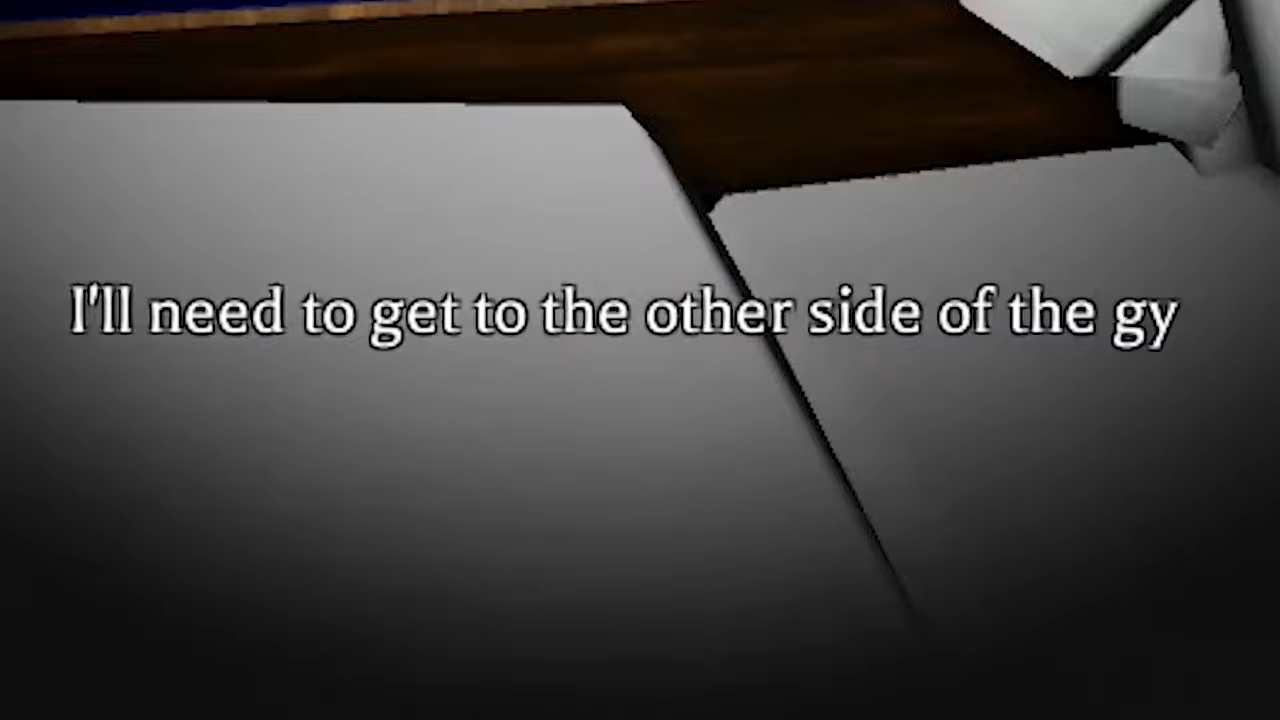 I'll need to get to the other side of the gy